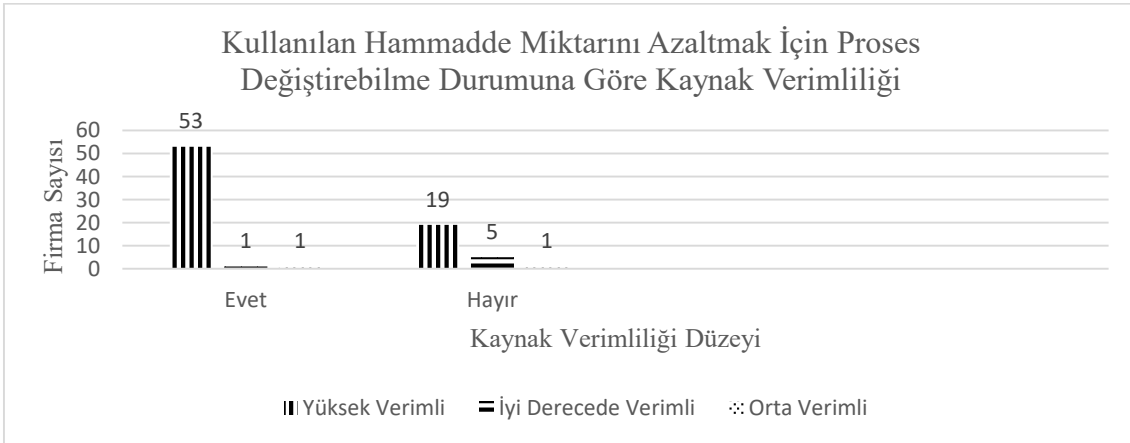 Kullanılan Hammadde Miktarını Azaltmak İçin Proses
Değiştirebilme Durumuna Göre Kaynak Verimliliği
Firma Sayısı
60
50
40
30
20
10
0
53
1
1
19
5
1
Evet
Hayır
Kaynak Verimliliği Düzeyi
Yüksek Verimli
İyi Derecede Verimli
Orta Verimli